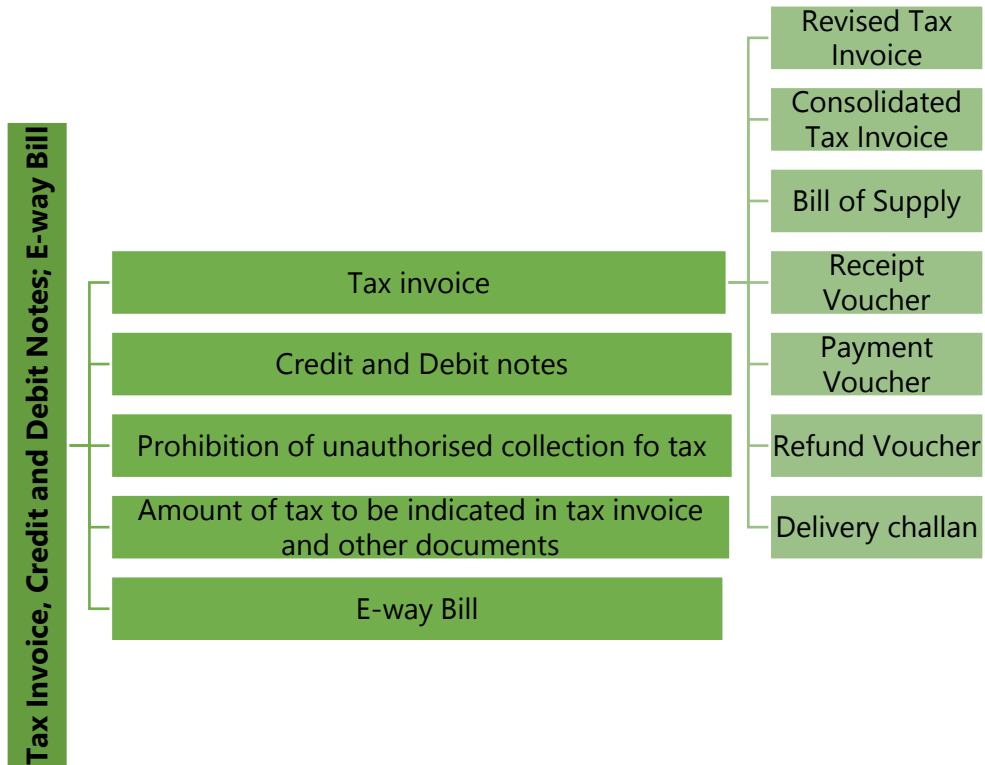 Tax Invoice, Credit and Debit Notes; E-way Bill
Tax invoice
Credit and Debit notes
Prohibition of unauthorised collection fo tax
Amount of tax to be indicated in tax invoice
and other documents
E-way Bill
Revised Tax
Invoice
Consolidated
Tax Invoice
Bill of Supply
Receipt
Voucher
Payment
Voucher
Refund Voucher
Delivery challan